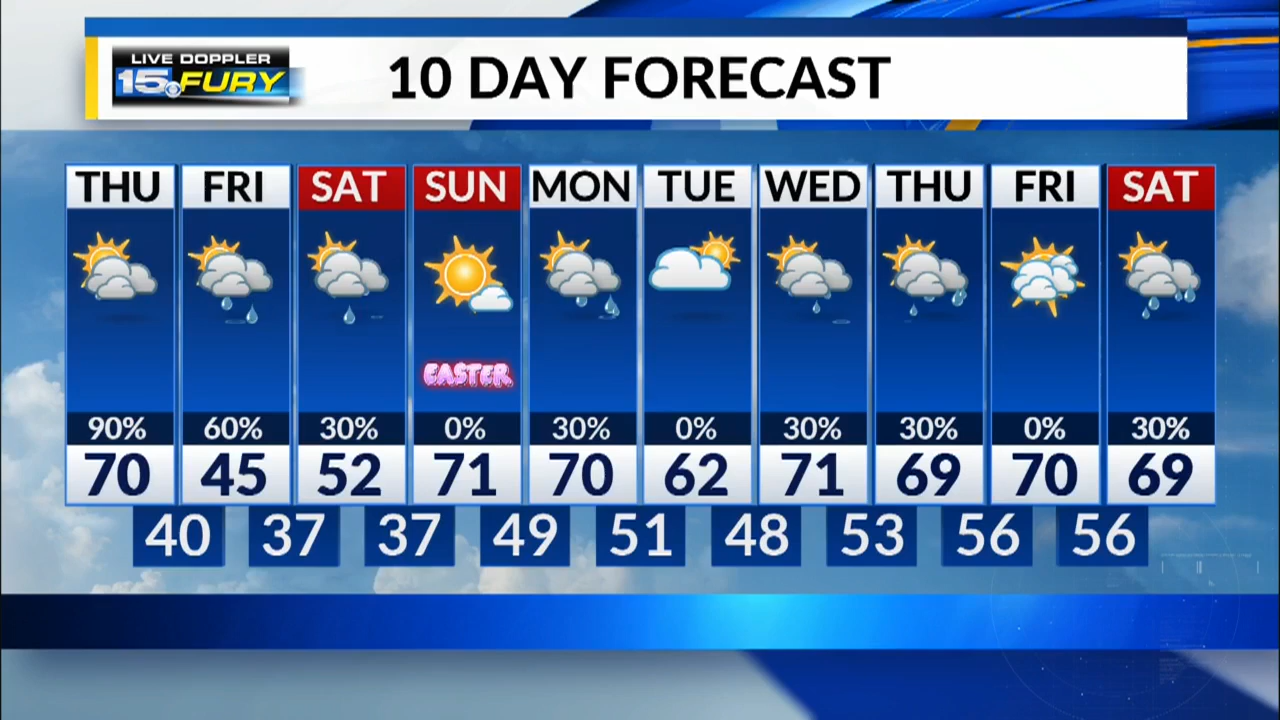 LIVE DOPPLER
15 FURY
10 DAY FORECAST
THU FRI SAT SUN MON TUE WED THU FRI SAT
EASTER
90% 60% 30% 0% 30% 0% 30% 30% 0% 30%
70 45 52 71 70 62 71 69 70 69
40 37 37 49 51 48 53 56 56